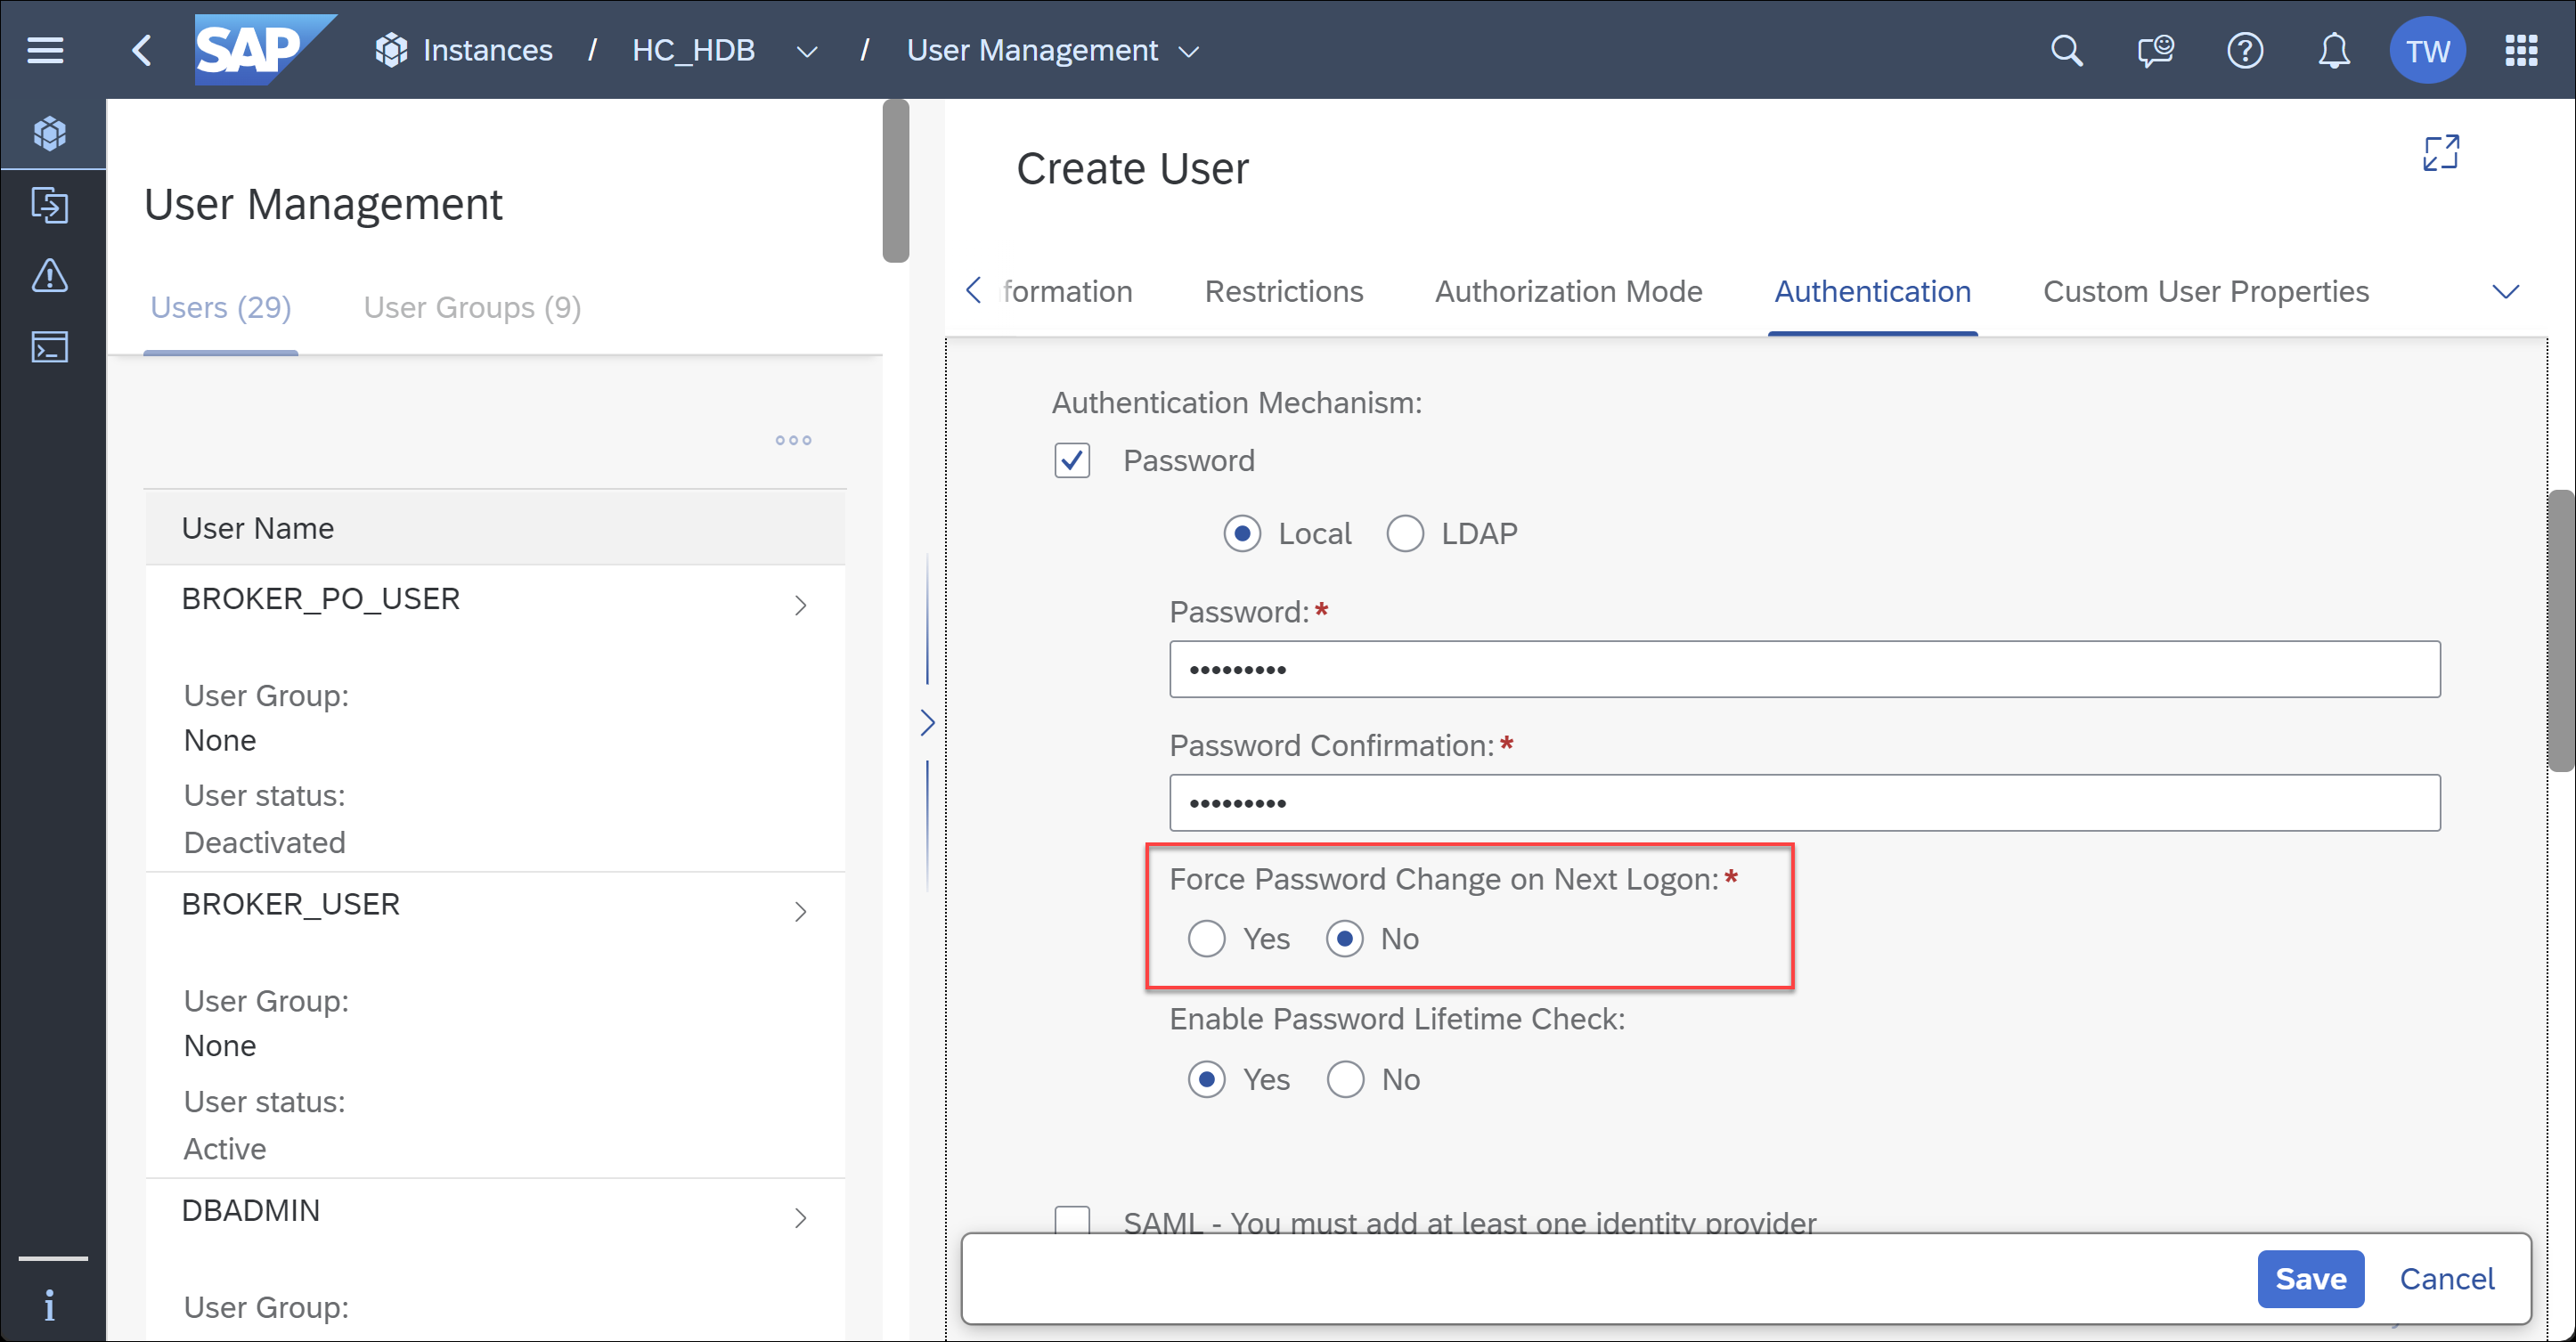 SAP Instances / HC_HDB / User Management TW
User Management
Users (29) User Groups (9)
User Name
BROKER_PO_USER
User Group:
None
User status:
Deactivated
BROKER_USER
User Group:
None
User status:
Active
DBADMIN
User Group:
Create User
formation Restrictions Authorization Mode Authentication Custom User Properties
Authentication Mechanism:
Password
Local LDAP
Password:*
•••••••••
Password Confirmation:*
•••••••••
Force Password Change on Next Logon:*
Yes No
Enable Password Lifetime Check:
Yes No
SAML - You must add at least one identity provider
Save Cancel